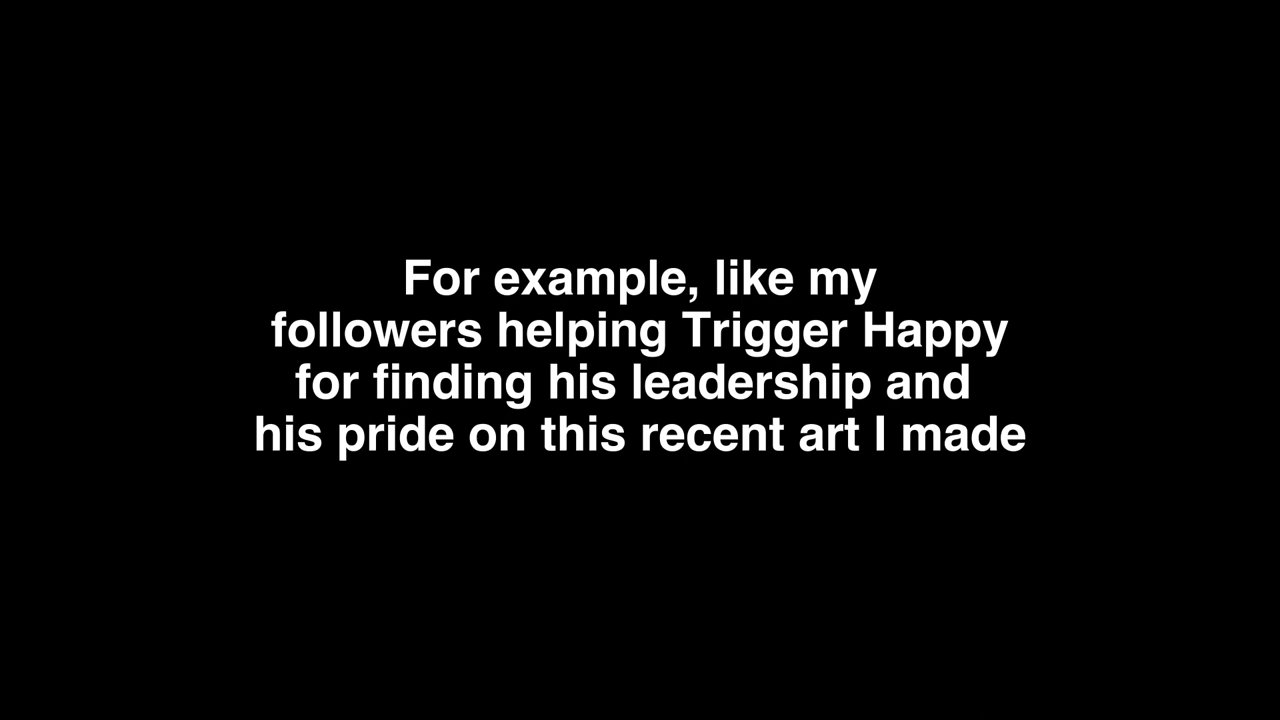 For example, like my
followers helping Trigger Happy
for finding his leadership and
his pride on this recent art I made